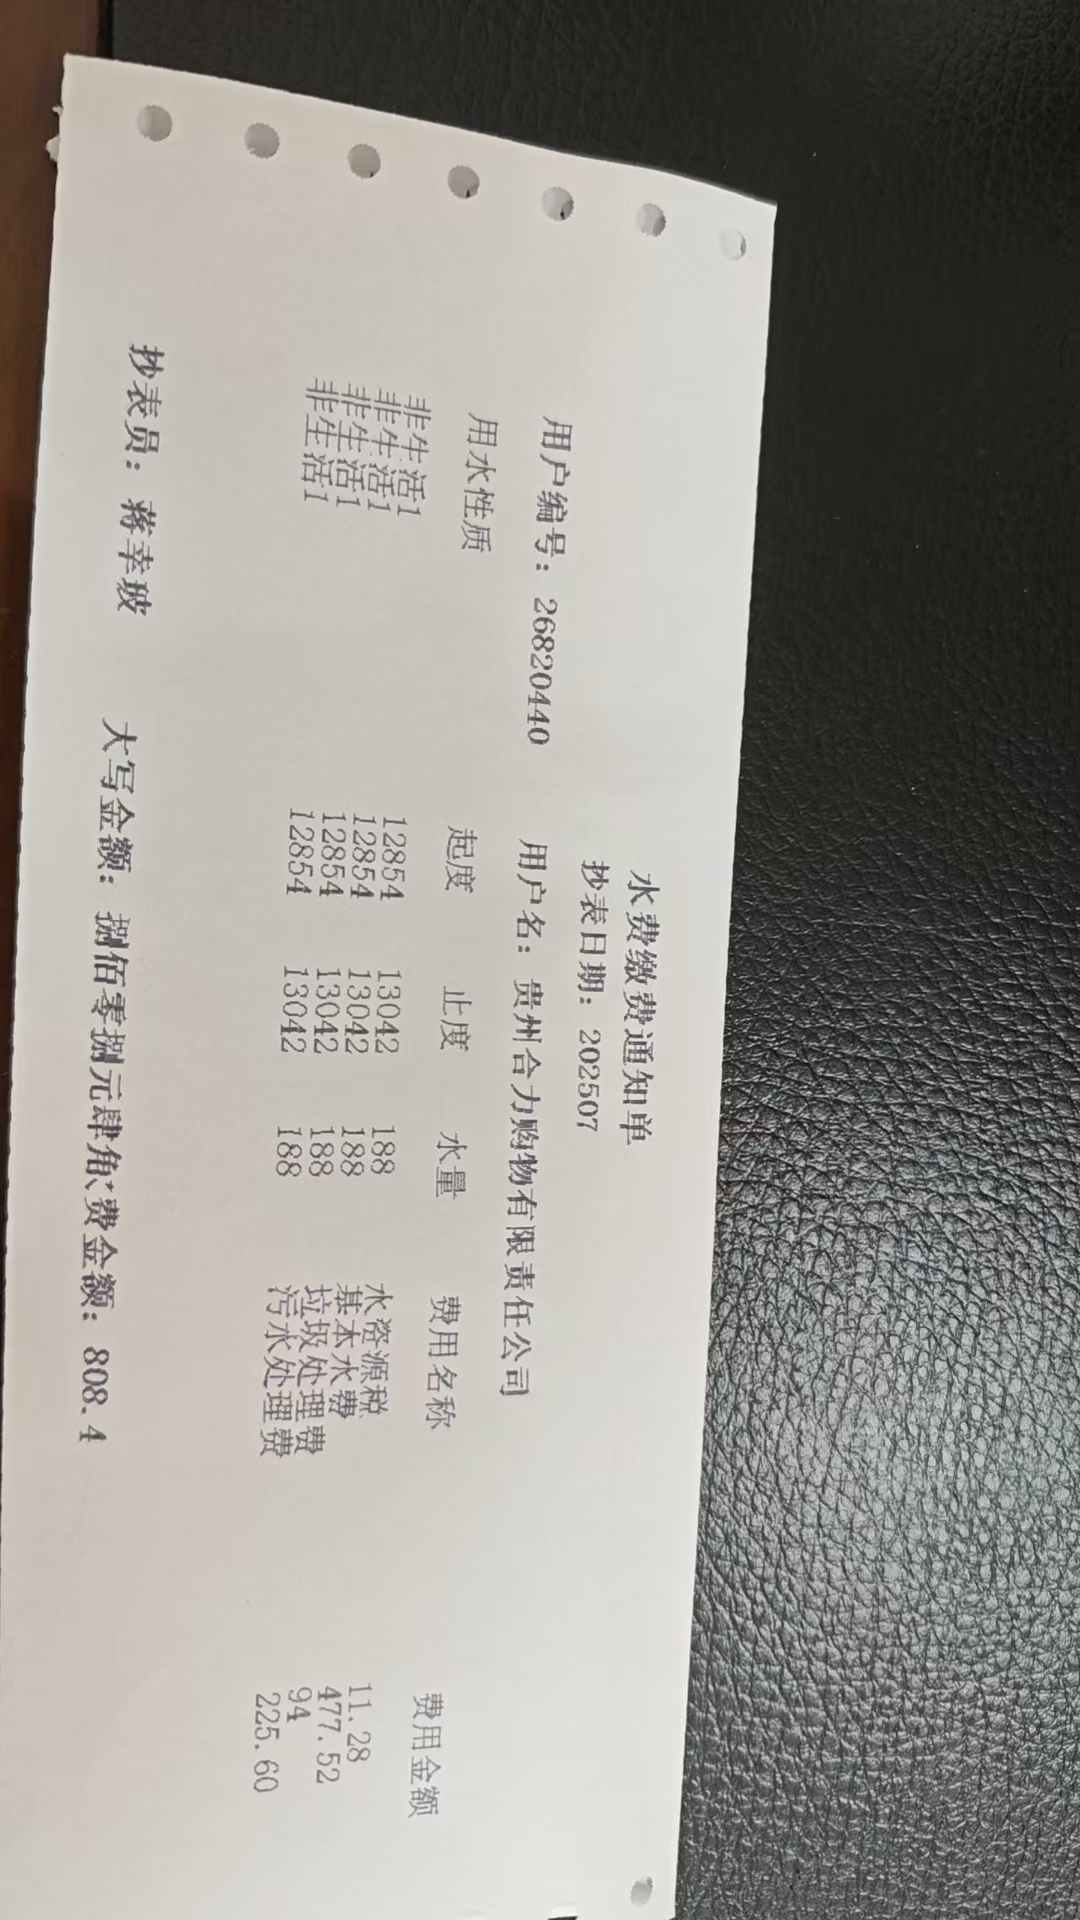 水费缴费通知单
抄表日期：202507
用户编号：26820440 用户名：贵州合力购物有限责任公司
用水性质 起度 止度 水量 费用名称 费用金额
非生活1 12854 13042 188 水资源税 11.28
非生活1 12854 13042 188 基本水费 477.52
非生活1 12854 13042 188 垃圾处理费 94
非生活1 12854 13042 188 污水处理费 225.60
抄表员：蒋幸玻 大写金额：捌佰零捌元肆角 费金额：808.4